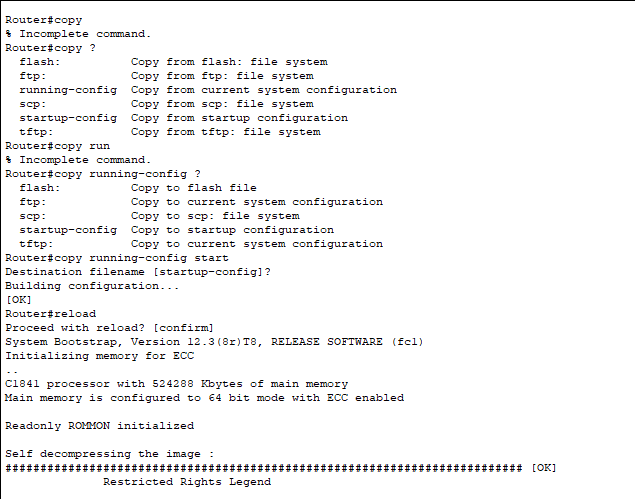 Router#copy
% Incomplete command.
Router#copy ?
  flash:          Copy from flash: file system
  ftp:            Copy from ftp: file system
  running-config  Copy from current system configuration
  scp:            Copy from scp: file system
  startup-config  Copy from startup configuration
  tftp:           Copy from tftp: file system
Router#copy run
% Incomplete command.
Router#copy running-config ?
  flash:          Copy to flash file
  ftp:            Copy to current system configuration
  scp:            Copy to scp: file system
  startup-config  Copy to startup configuration
  tftp:           Copy to current system configuration
Router#copy running-config start
Destination filename [startup-config]?
Building configuration...
[OK]
Router#reload
Proceed with reload? [confirm]
System Bootstrap, Version 12.3(8r)T8, RELEASE SOFTWARE (fc1)
Initializing memory for ECC
..
C1841 processor with 524288 Kbytes of main memory
Main memory is configured to 64 bit mode with ECC enabled
Readonly ROMMON initialized
Self decompressing the image :
########################################################################## [OK]
              Restricted Rights Legend